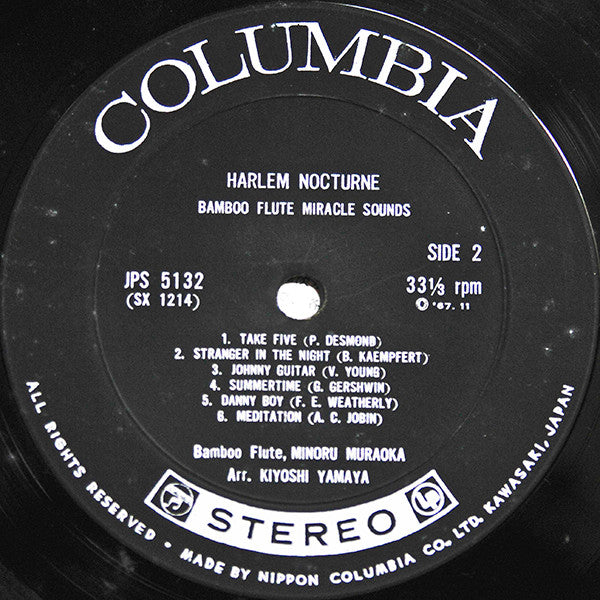 COLUMBIA
HARLEM NOCTURNE
BAMBOO FLUTE MIRACLE SOUNDS
SIDE 2
JPS 5132
(SX 1214)
33⅓ rpm
Ⓟ '67. 11
1. TAKE FIVE (P. DESMOND)
2. STRANGER IN THE NIGHT (B. KAEMPFERT)
3. JOHNNY GUITAR (V. YOUNG)
4. SUMMERTIME (G. GERSHWIN)
5. DANNY BOY (F. E. WEATHERLY)
6. MEDITATION (A. C. JOBIN)
Bamboo Flute, MINORU MURAOKA
Arr. KIYOSHI YAMAYA
STEREO
LP
ALL RIGHTS RESERVED • MADE BY NIPPON COLUMBIA CO., LTD. KAWASAKI, JAPAN